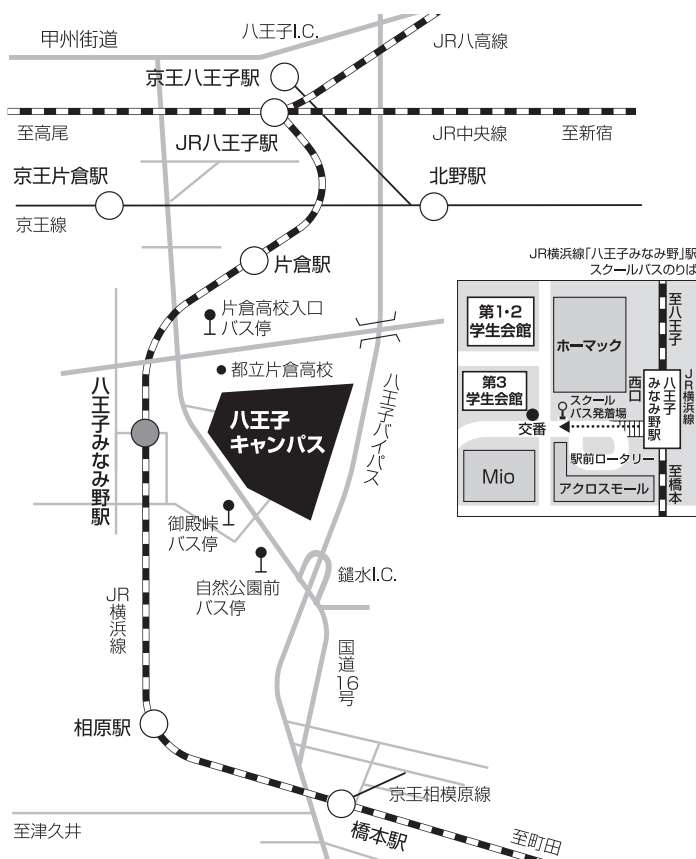 甲州街道
八王子I.C.
JR八高線
京王八王子駅
至高尾
JR八王子駅
JR中央線
至新宿
京王片倉駅
北野駅
京王線
片倉駅
片倉高校入口
バス停
都立片倉高校
八王子バイパス
八王子
キャンパス
八王子みなみ野駅
御殿峠
バス停
自然公園前
バス停
鑓水I.C.
JR横浜線
国道16号
相原駅
京王相模原線
至津久井
橋本駅
至町田
JR横浜線「八王子みなみ野」駅
スクールバスのりば
第1・2
学生会館
ホーマック
至八王子
JR横浜線
第3
学生会館
スクール
バス発着場
西口
八王子
みなみ野駅
交番
駅前ロータリー
至橋本
Mio
アクロスモール